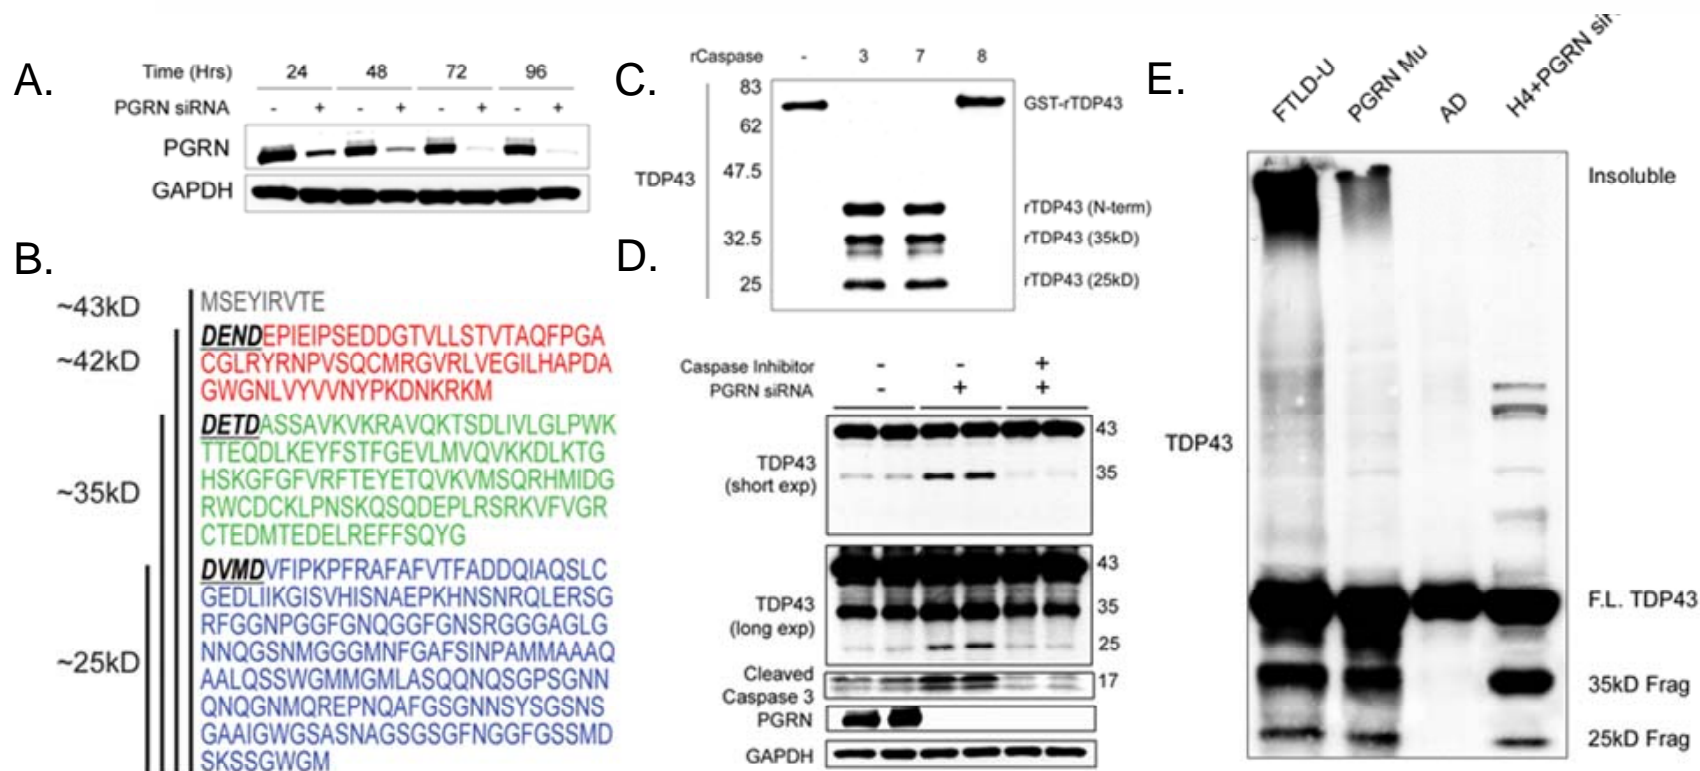 A.
Time (Hrs) 24 48 72 96
PGRN siRNA - + - + - + - +
PGRN
GAPDH
B.
~43kD
MSEYIRVTE
DENDEPIEIPSEDDGTVLLSTVTAQFPGA
~42kD
CGLRYRNPVSQCMRGVRLVEGILHAPDA
GWGNLVYVVNYPKDNKRKM
DETDASSAVKVKRAVQKTSDLIVLGLPWK
TTEQDLKEYFSTFGEVLMVQVKKDLKTG
HSKGFGFVRFTEYETQVKVMSQRHMIDG
~35kD
RWCDCKLPNSKQSQDEPLRSRKVFVGR
CTEDMTEDELREFFSQYG
DVMDVFIPKPFRAFAFVTFADDQIAQSLC
GEDLIIKGISVHISNAEPKHNSNRQLERSG
RFGGNPGGFGNQGGFGNSRGGGAGLG
NNQGSNMGGGMNFGAFSINPAMMAAAQ
~25kD
AALQSSWGMMGMLASQQNQSGPSGNN
QNQGNMQREPNQAFGSGNNSYSGSNS
GAAIGWGSASNAGSGSGFNGGFGSSMD
SKSSGWGM
C.
rCaspase - 3 7 8
TDP43
83
62
47.5
32.5
25
GST-rTDP43
rTDP43 (N-term)
rTDP43 (35kD)
rTDP43 (25kD)
D.
Caspase Inhibitor - - +
PGRN siRNA - + +
TDP43
(short exp)
43
35
TDP43
(long exp)
43
35
25
Cleaved
Caspase 3
17
PGRN
GAPDH
E.
FTLD-U
PGRN Mu
AD
H4+PGRN
TDP43
Insoluble
F.L. TDP43
35kD Frag
25kD Frag